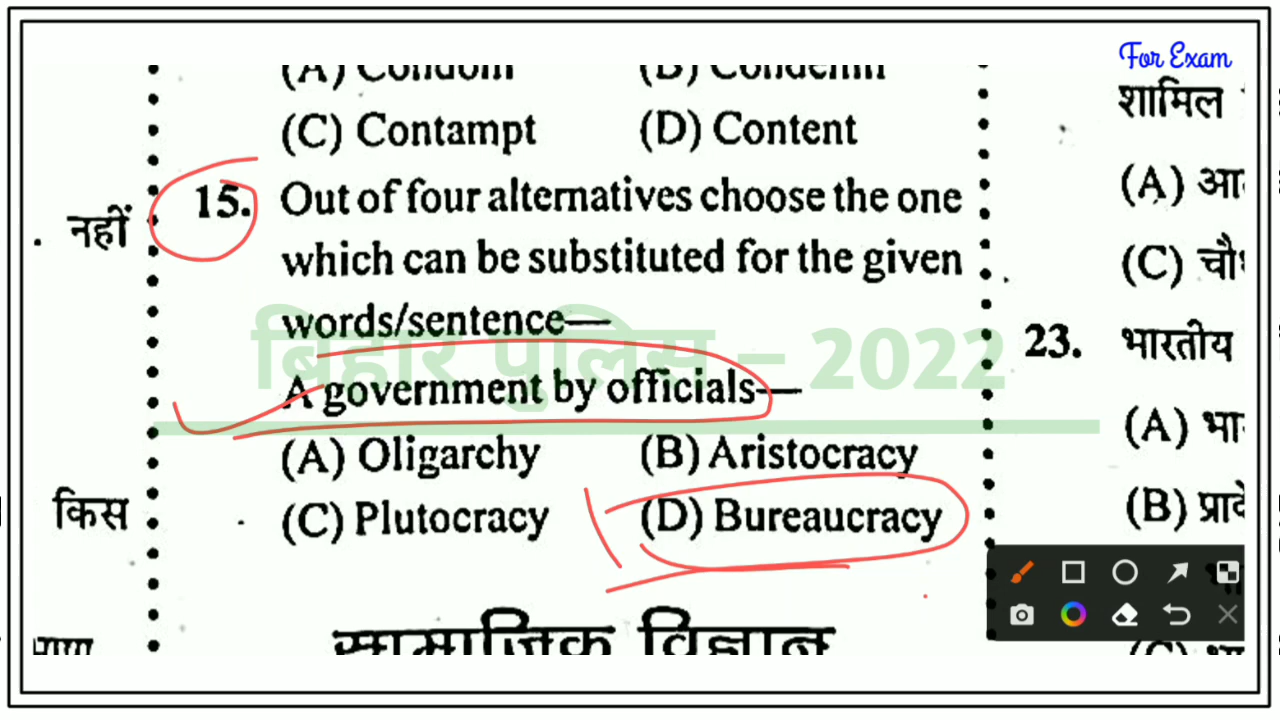 For Exam
(C) Contampt (D) Content
15. Out of four alternatives choose the one
which can be substituted for the given
words/sentence—
A government by officials—
(A) Oligarchy (B) Aristocracy
(C) Plutocracy (D) Bureaucracy
सामाजिक विज्ञान
बिहार पुलिस – 2022
नहीं
किस
शामिल
(A)
(C)
23. भारतीय
(A)
(B)